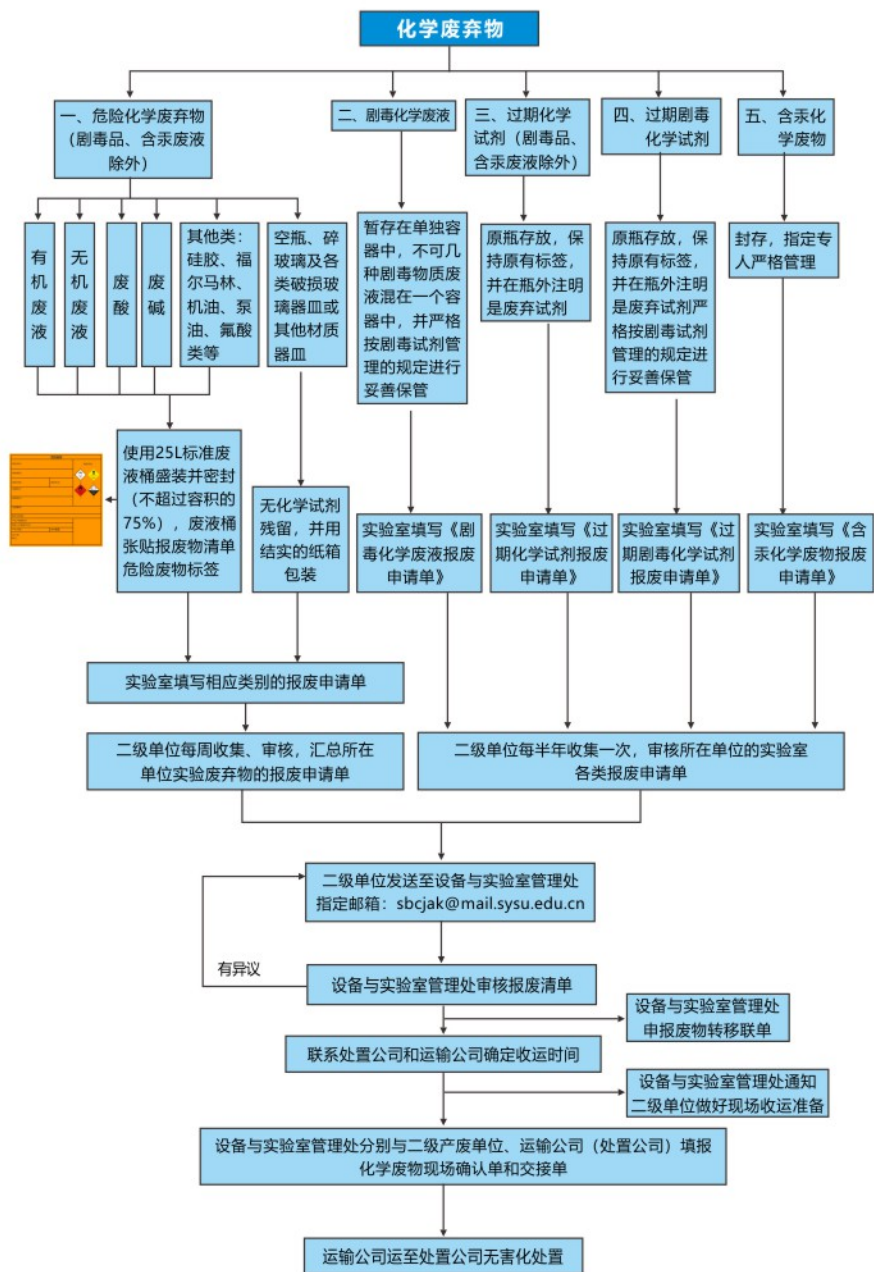 化学废弃物
一、危险化学废弃物
（剧毒品、含汞废液
除外）
二、剧毒化学废液
三、过期化学
试剂（剧毒品、
含汞废液除外）
四、过期剧毒
化学试剂
五、含汞化
学废物
有机废液
无机废液
废酸
废碱
其他类：
硅胶、福
尔马林、
机油、泵
油、氟酸
类等
空瓶、碎
玻璃及各
类破损玻
璃器皿或
其他材质
器皿
暂存在单独容
器中，不可几
种剧毒物质废
液混在一个容
器中，并严格
按剧毒试剂管
理的规定进行
妥善保管
原瓶存放，保
持原有标签，
并在瓶外注明
是废弃试剂
原瓶存放，保
持原有标签，
并在瓶外注明
是废弃试剂严
格按剧毒试剂
管理的规定进
行妥善保管
封存，指定专
人严格管理
使用25L标准废
液桶盛装并密封
（不超过容积的
75%），废液桶
张贴报废物清单
危险废物标签
无化学试剂
残留，并用
结实的纸箱
包装
实验室填写《剧
毒化学废液报废
申请单》
实验室填写《过
期化学试剂报废
申请单》
实验室填写《过
期剧毒化学试剂
报废申请单》
实验室填写《含
汞化学废物报废
申请单》
实验室填写相应类别的报废申请单
二级单位每周收集、审核，汇总所在
单位实验废弃物的报废申请单
二级单位每半年收集一次，审核所在单位的实验室
各类报废申请单
二级单位发送至设备与实验室管理处
指定邮箱：sbcjak@mail.sysu.edu.cn
有异议
设备与实验室管理处审核报废清单
设备与实验室管理处
申报废物转移联单
联系处置公司和运输公司确定收运时间
设备与实验室管理处通知
二级单位做好现场收运准备
设备与实验室管理处分别与二级产废单位、运输公司（处置公司）填报
化学废物现场确认单和交接单
运输公司运至处置公司无害化处置